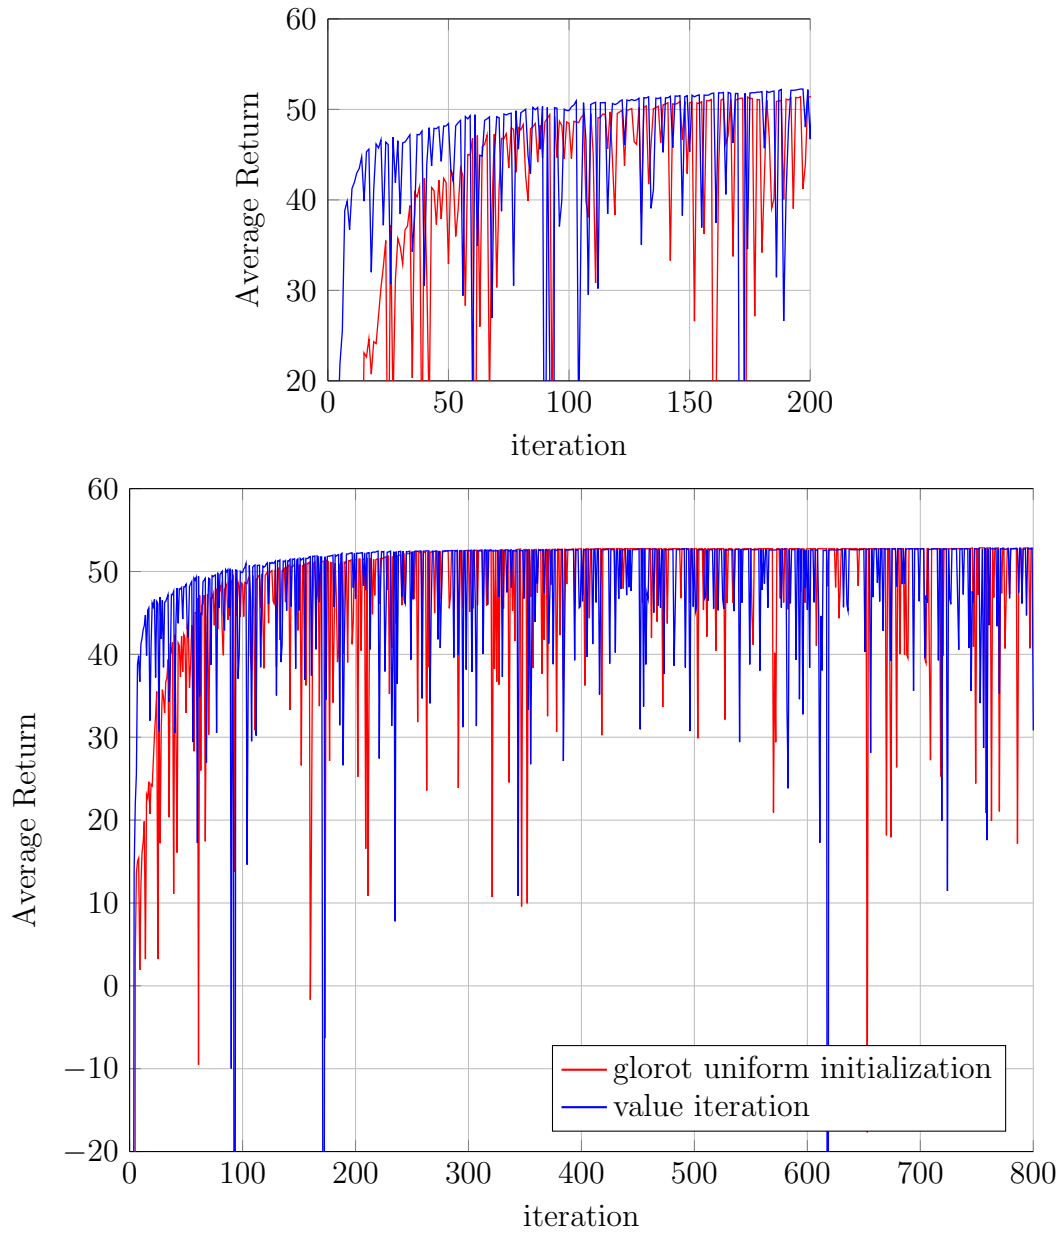 60
50
40
30
20
Average Return
0 50 100 150 200
iteration
60
50
40
30
20
10
0
−10
−20
Average Return
glorot uniform initialization
value iteration
0 100 200 300 400 500 600 700 800
iteration